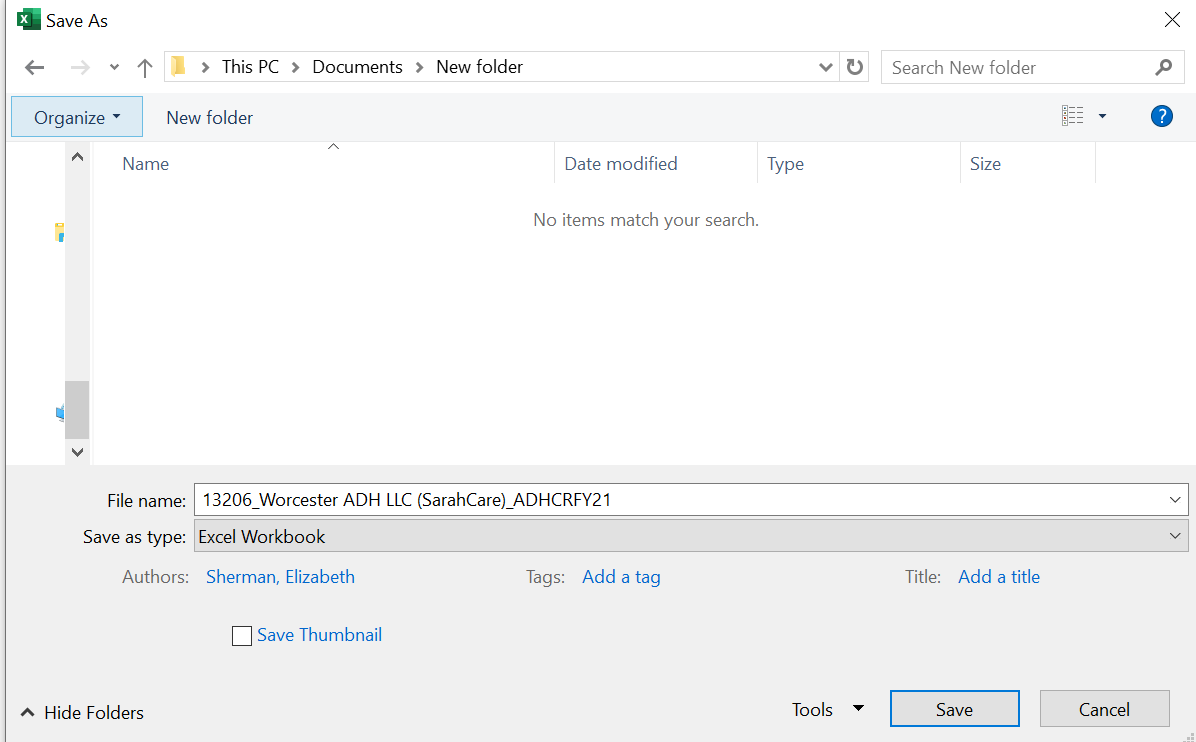 Save As
This PC > Documents > New folder
Search New folder
Organize
New folder
?
Name
Date modified
Type
Size
No items match your search.
File name: 13206_Worcester ADH LLC (SarahCare)_ADHCRFY21
Save as type: Excel Workbook
Authors: Sherman, Elizabeth Tags: Add a tag Title: Add a title
Save Thumbnail
Hide Folders
Tools
Save
Cancel